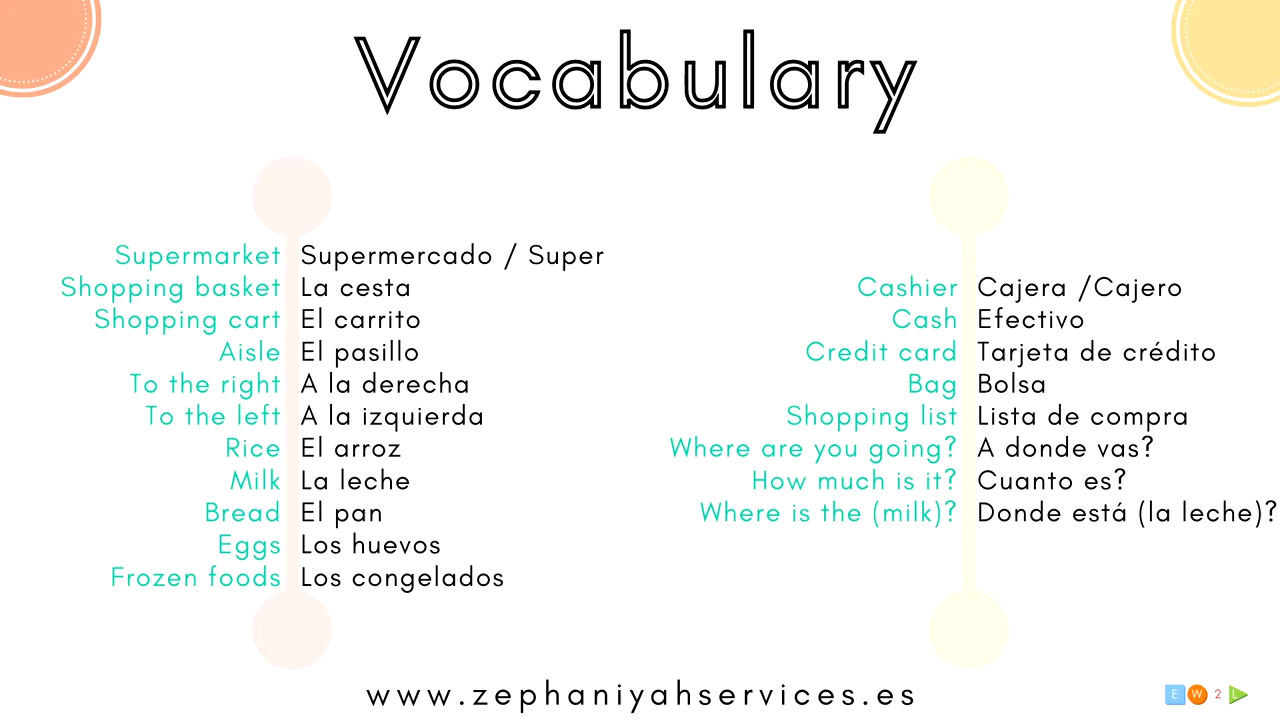 Vocabulary
Supermarket Supermercado / Super
Shopping basket La cesta
Shopping cart El carrito
Aisle El pasillo
To the right A la derecha
To the left A la izquierda
Rice El arroz
Milk La leche
Bread El pan
Eggs Los huevos
Frozen foods Los congelados
Cashier Cajera /Cajero
Cash Efectivo
Credit card Tarjeta de crédito
Bag Bolsa
Shopping list Lista de compra
Where are you going? A donde vas?
How much is it? Cuanto es?
Where is the (milk)? Donde está (la leche)?
www.zephaniyahservices.es
E W 2 L